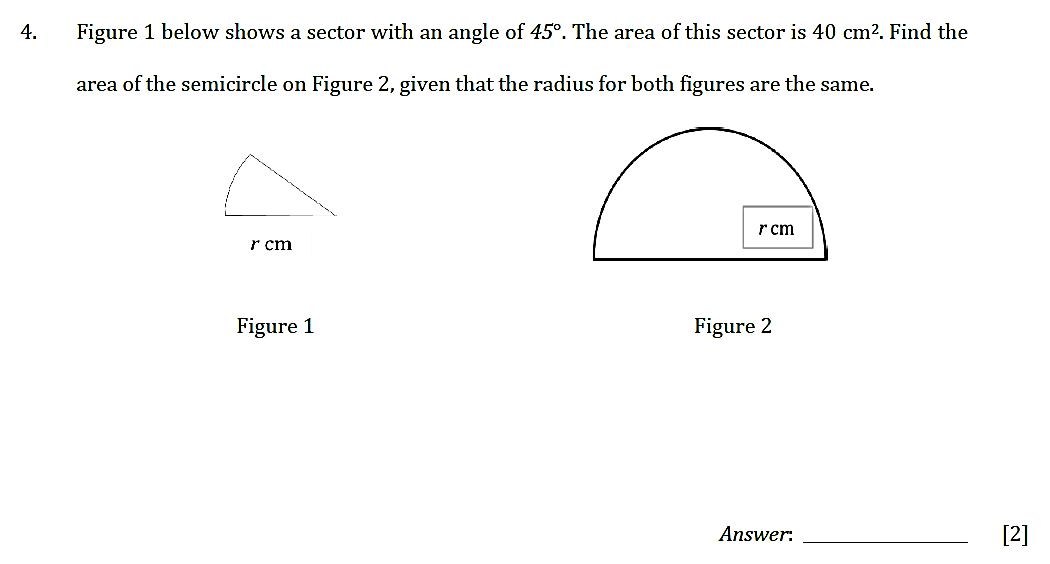 4. Figure 1 below shows a sector with an angle of 45°. The area of this sector is 40 cm². Find the
area of the semicircle on Figure 2, given that the radius for both figures are the same.
r cm
r cm
Figure 1
Figure 2
Answer: ____________ [2]